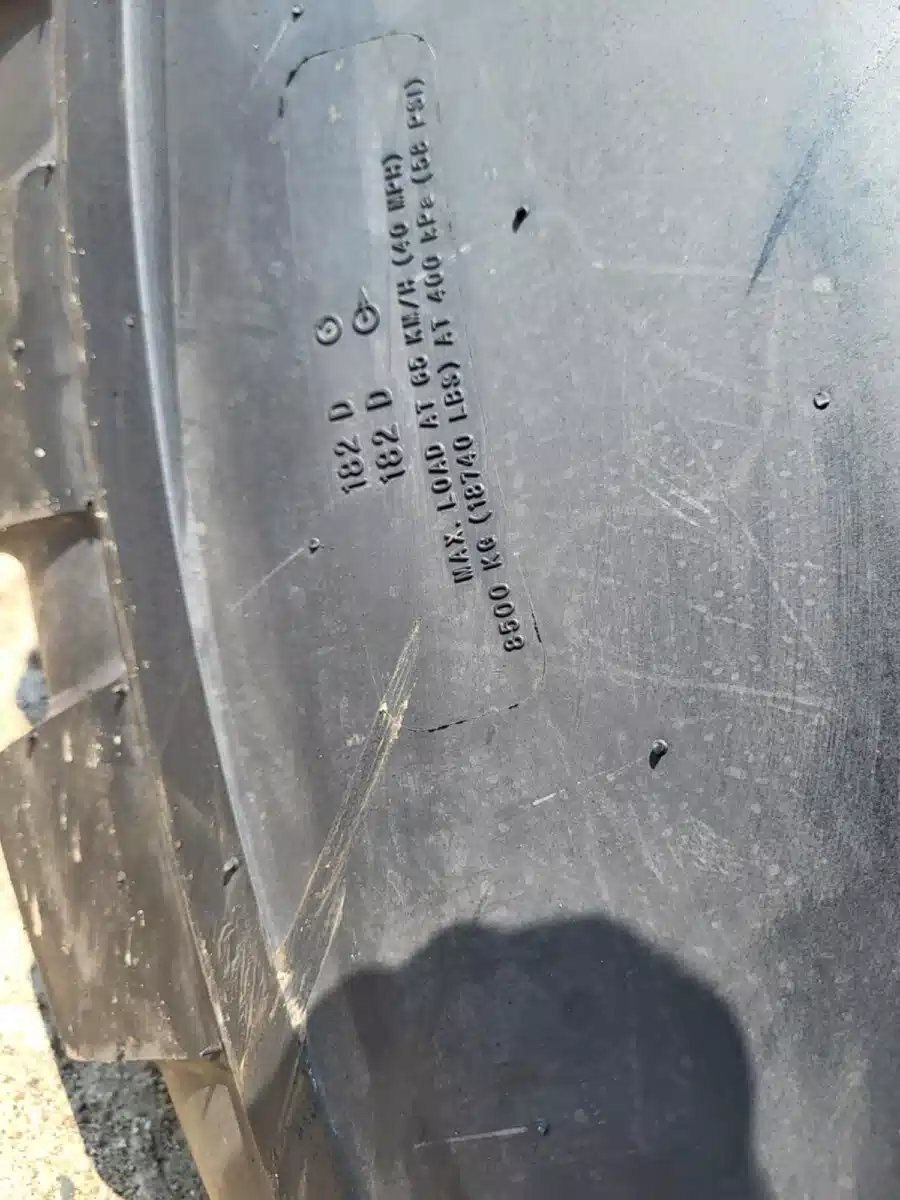 182 D
182 D
MAX. LOAD AT 65 KM/H (40 MPH)
8500 KG (18740 LBS) AT 400 kPa (58 PSI)